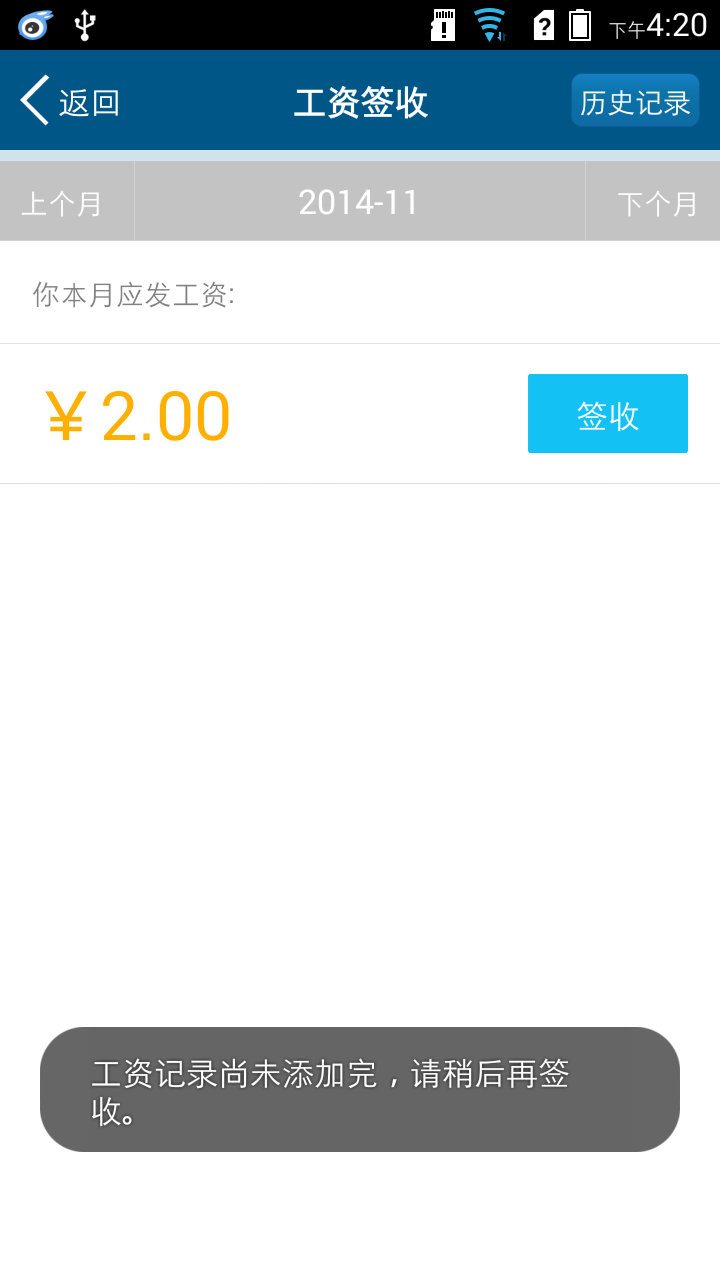 下午4:20
返回
工资签收
历史记录
上个月
2014-11
下个月
你本月应发工资:
¥2.00
签收
工资记录尚未添加完，请稍后再签
收。